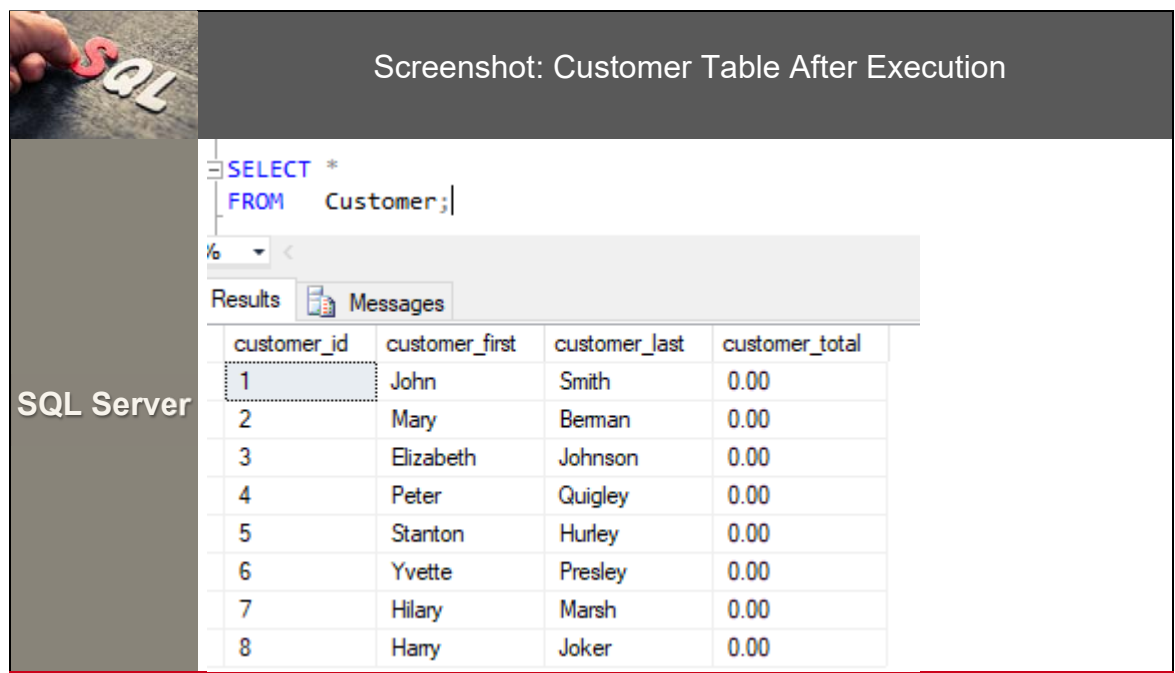 SQL
Screenshot: Customer Table After Execution
SQL Server
SELECT *
FROM Customer;
%
Results Messages
customer_id customer_first customer_last customer_total
1 John Smith 0.00
2 Mary Berman 0.00
3 Elizabeth Johnson 0.00
4 Peter Quigley 0.00
5 Stanton Hurley 0.00
6 Yvette Presley 0.00
7 Hilary Marsh 0.00
8 Harry Joker 0.00